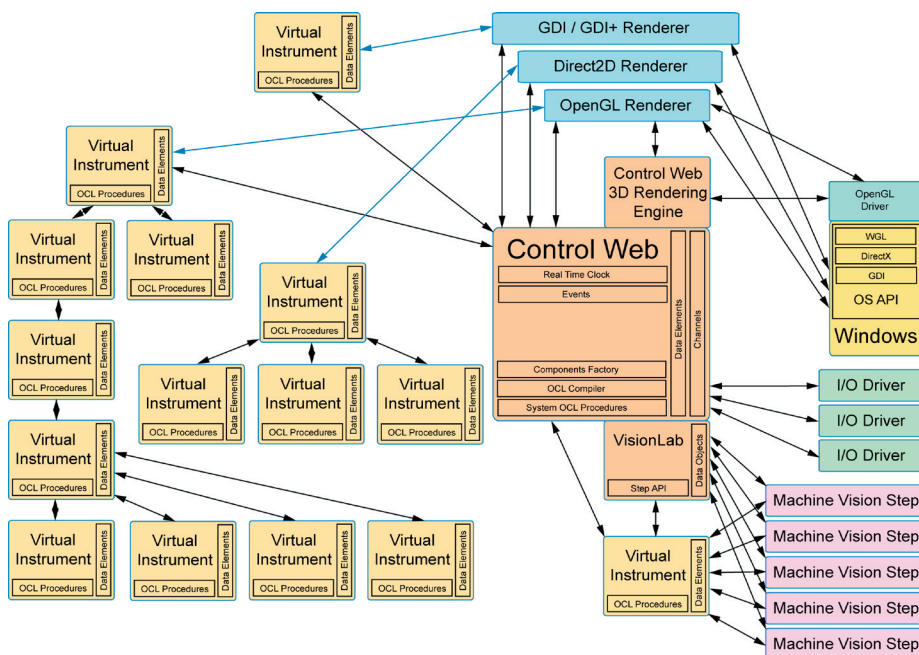 Virtual
Instrument
OCL Procedures
Data Elements
GDI / GDI+ Renderer
Direct2D Renderer
OpenGL Renderer
Virtual
Instrument
OCL Procedures
Data Elements
Control Web
3D Rendering
Engine
OpenGL
Driver
WGL
DirectX
GDI
OS API
Windows
Virtual
Instrument
OCL Procedures
Data Elements
Virtual
Instrument
OCL Procedures
Data Elements
Control Web
Real Time Clock
Events
Components Factory
OCL Compiler
System OCL Procedures
Data Elements
Channels
Virtual
Instrument
OCL Procedures
Data Elements
Virtual
Instrument
OCL Procedures
Data Elements
Virtual
Instrument
OCL Procedures
Data Elements
Virtual
Instrument
OCL Procedures
Data Elements
Virtual
Instrument
OCL Procedures
Data Elements
I/O Driver
I/O Driver
I/O Driver
Virtual
Instrument
OCL Procedures
Data Elements
VisionLab
Step API
Data Objects
Virtual
Instrument
OCL Procedures
Data Elements
Virtual
Instrument
OCL Procedures
Data Elements
Virtual
Instrument
OCL Procedures
Data Elements
Virtual
Instrument
OCL Procedures
Data Elements
Virtual
Instrument
OCL Procedures
Data Elements
Machine Vision Step
Machine Vision Step
Machine Vision Step
Machine Vision Step
Machine Vision Step